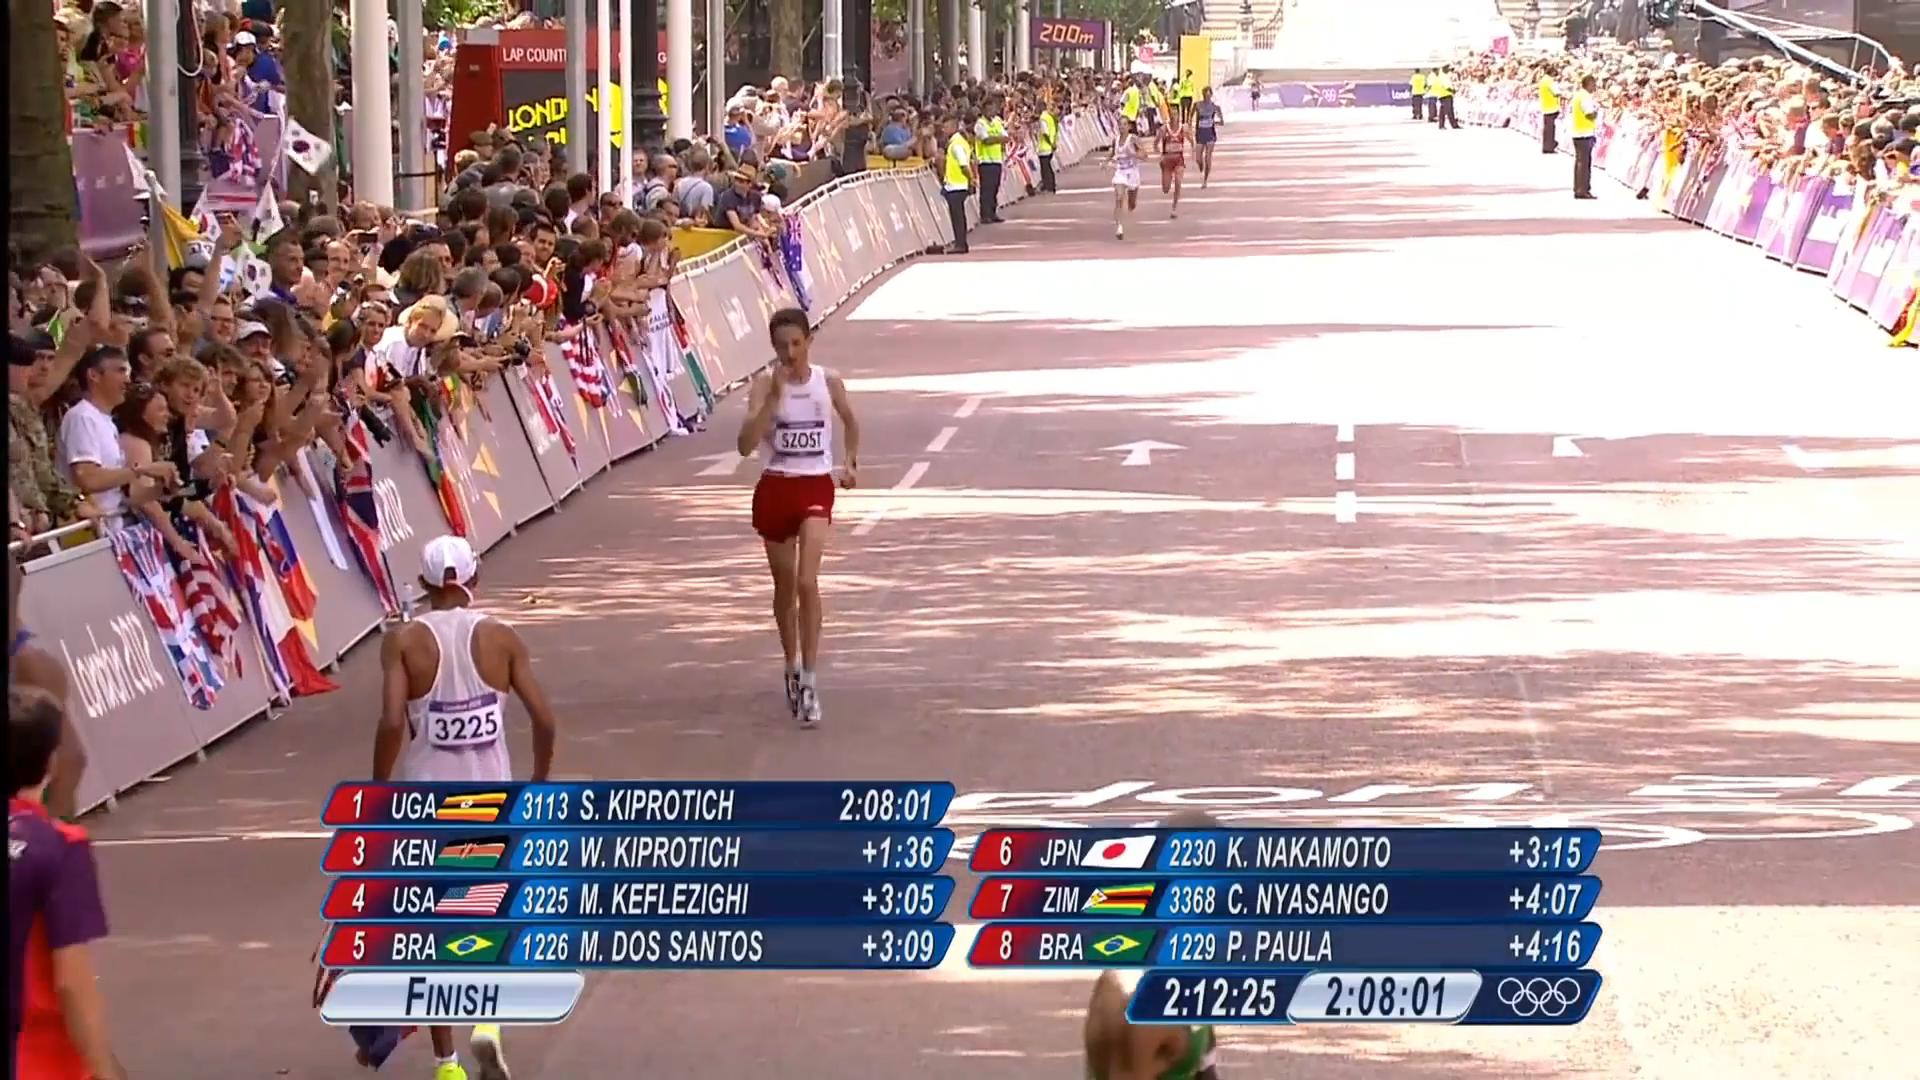 200m
LAP COUNT
LONDON
London 2012
SZOST
3225
1 UGA 3113 S. KIPROTICH 2:08:01
3 KEN 2302 W. KIPROTICH +1:36
4 USA 3225 M. KEFLEZIGHI +3:05
5 BRA 1226 M. DOS SANTOS +3:09
6 JPN 2230 K. NAKAMOTO +3:15
7 ZIM 3368 C. NYASANGO +4:07
8 BRA 1229 P. PAULA +4:16
FINISH
2:12:25 2:08:01